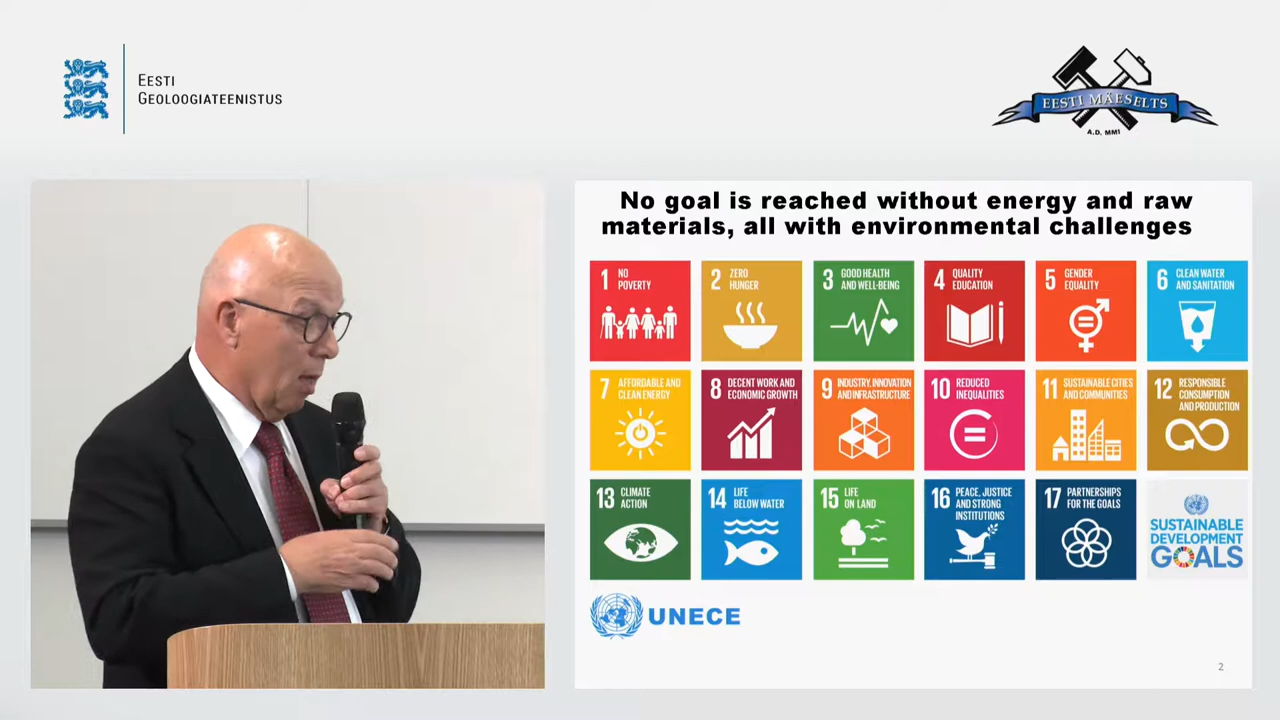 EESTI
GEOLOOGIATEENISTUS
EESTI MÄESELTS
A.D. MMI
No goal is reached without energy and raw
materials, all with environmental challenges
1 NO
POVERTY
2 ZERO
HUNGER
3 GOOD HEALTH
AND WELL-BEING
4 QUALITY
EDUCATION
5 GENDER
EQUALITY
6 CLEAN WATER
AND SANITATION
7 AFFORDABLE AND
CLEAN ENERGY
8 DECENT WORK AND
ECONOMIC GROWTH
9 INDUSTRY, INNOVATION
AND INFRASTRUCTURE
10 REDUCED
INEQUALITIES
11 SUSTAINABLE CITIES
AND COMMUNITIES
12 RESPONSIBLE
CONSUMPTION
AND PRODUCTION
13 CLIMATE
ACTION
14 LIFE
BELOW WATER
15 LIFE
ON LAND
16 PEACE, JUSTICE
AND STRONG
INSTITUTIONS
17 PARTNERSHIPS
FOR THE GOALS
SUSTAINABLE
DEVELOPMENT
GOALS
UNECE
2